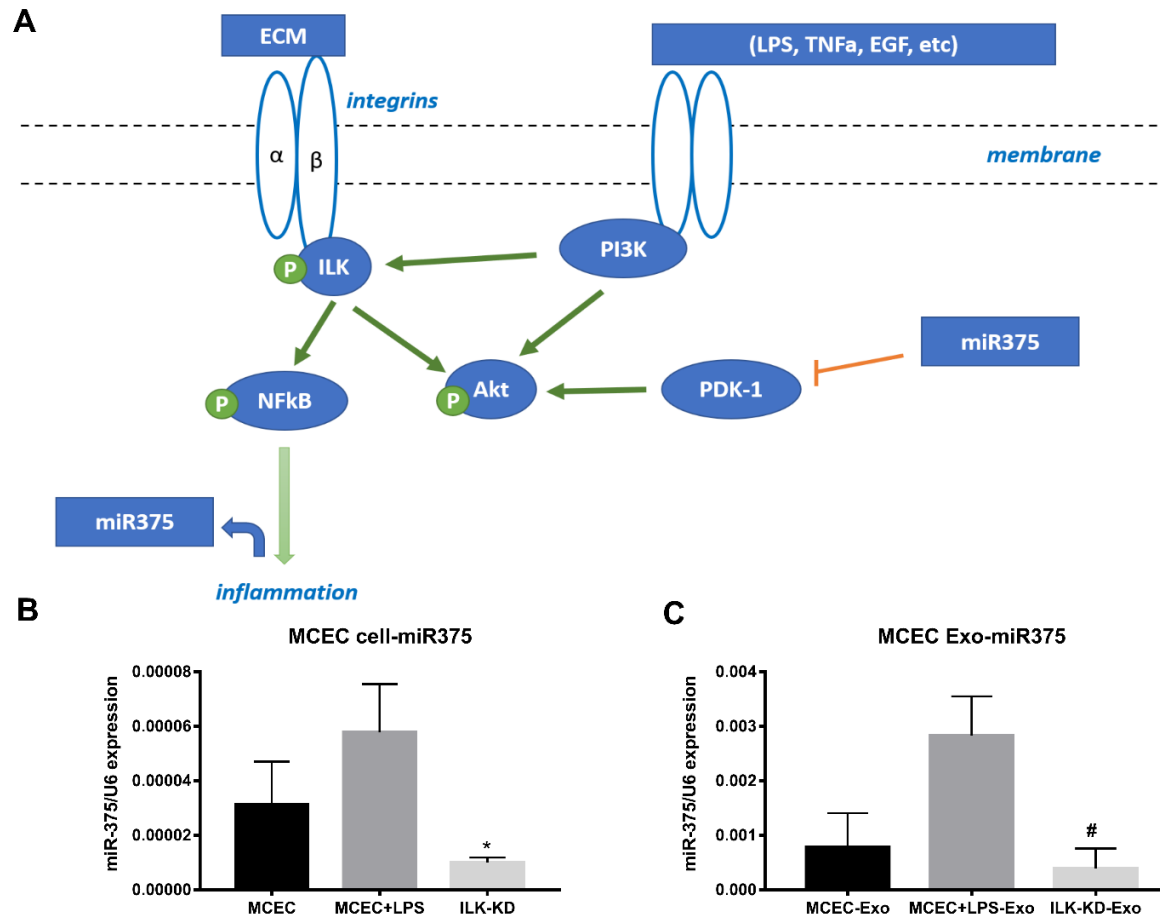 A
ECM
(LPS, TNFa, EGF, etc)
integrins
α
β
membrane
P
ILK
PI3K
miR375
P
NFkB
P
Akt
PDK-1
miR375
inflammation
B
MCEC cell-miR375
miR-375/U6 expression
0.00008
0.00006
0.00004
0.00002
0.00000
*
MCEC
MCEC+LPS
ILK-KD
C
MCEC Exo-miR375
miR-375/U6 expression
0.004
0.003
0.002
0.001
0.000
#
MCEC-Exo
MCEC+LPS-Exo
ILK-KD-Exo